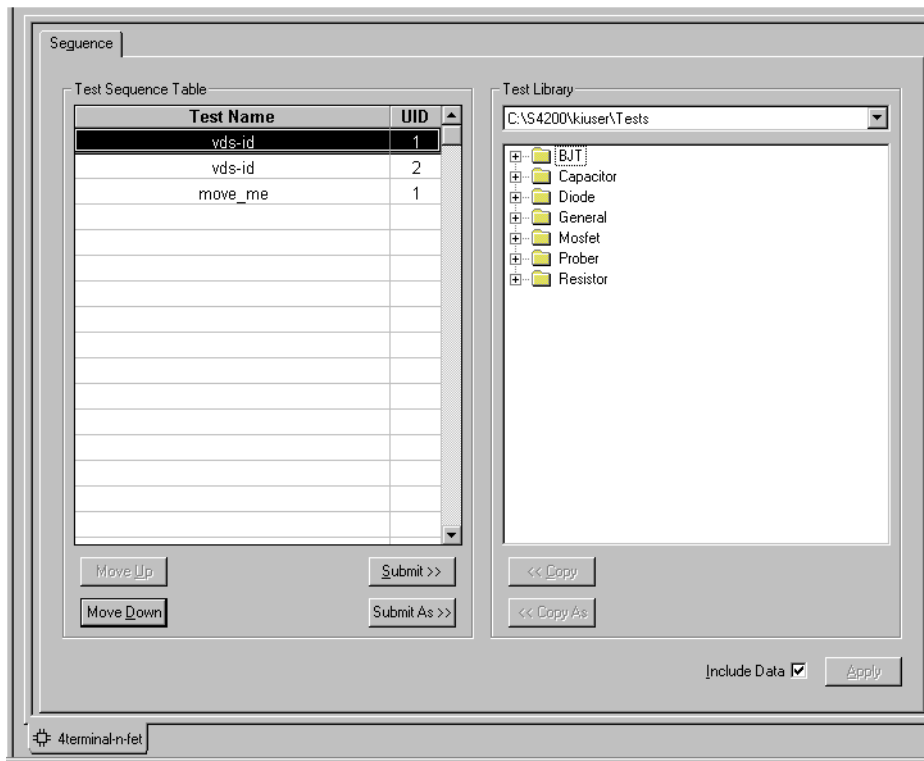 Seguence
Test Sequence Table
Test Name UID
vds-id 1
vds-id 2
move_me 1
Move Up
Submit >>
Move Down
Submit As >>
Test Library
C:\S4200\kiuser\Tests
BJT
Capacitor
Diode
General
Mosfet
Prober
Resistor
<< Copy
<< Copy As
Include Data
Apply
4terminal-n-fet